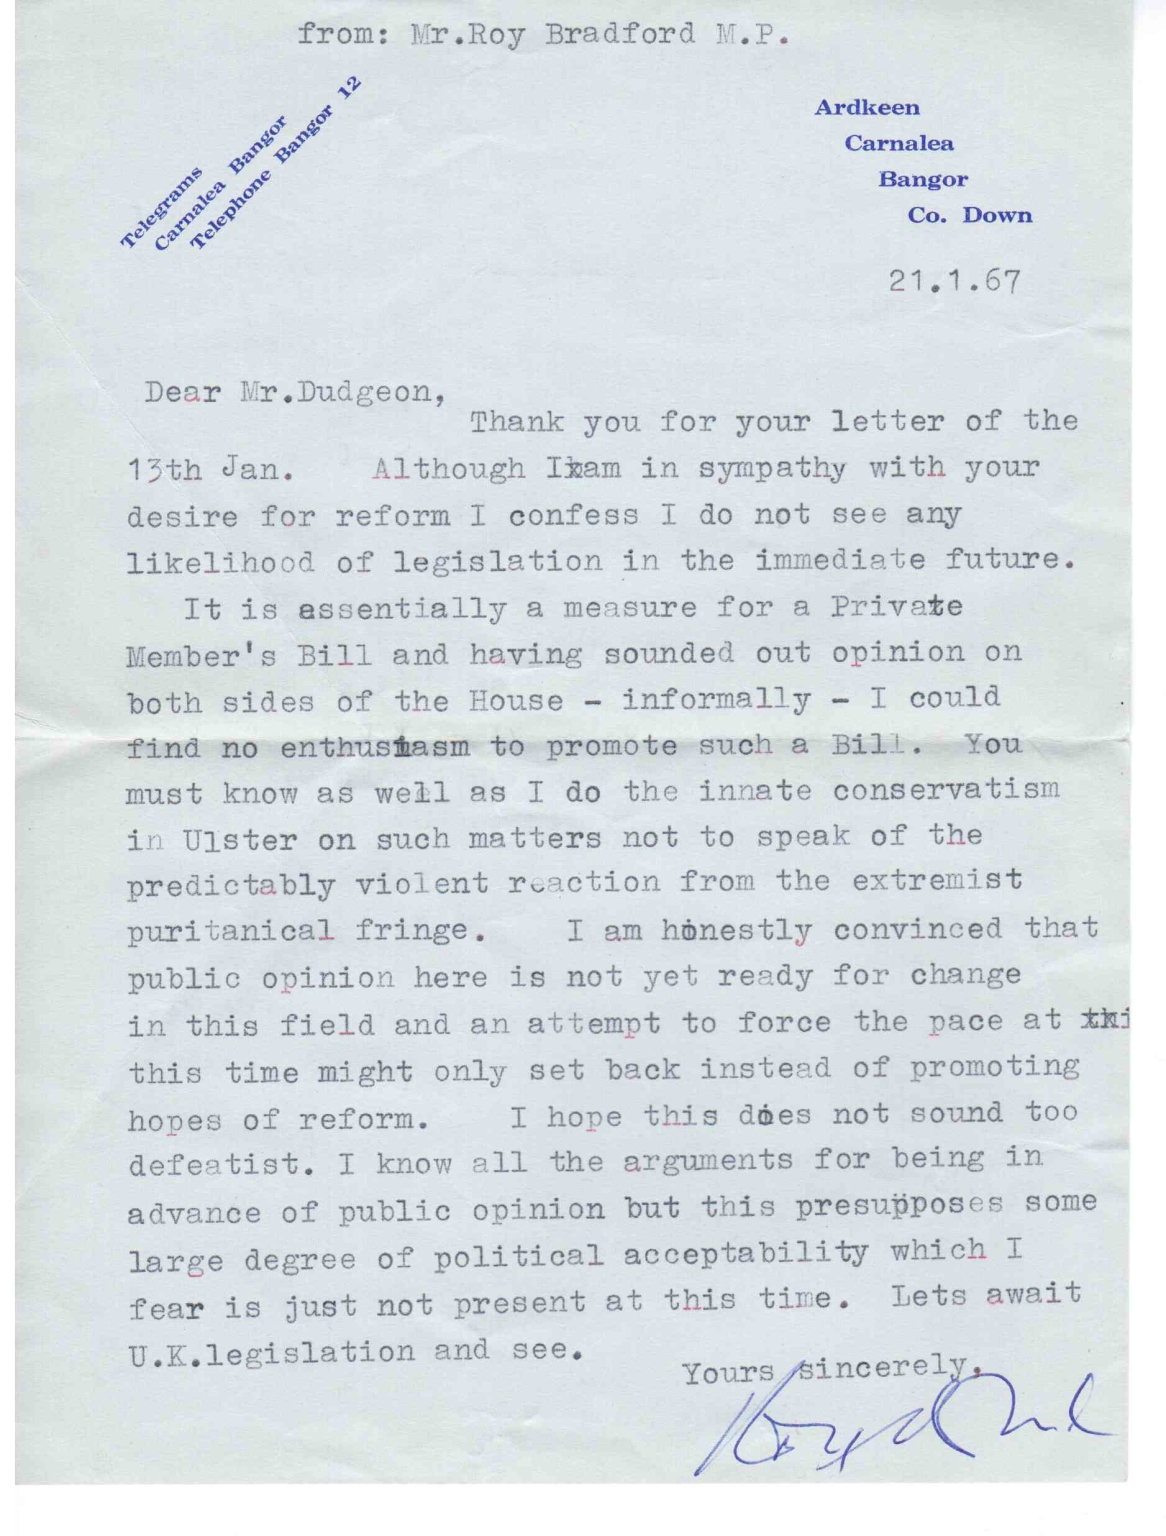 from: Mr.Roy Bradford M.P.
Telegrams
Carnalea Bangor
Telephone Bangor 12
Ardkeen
Carnalea
Bangor
Co. Down
21.1.67
Dear Mr.Dudgeon,
Thank you for your letter of the
13th Jan. Although I am in sympathy with your
desire for reform I confess I do not see any
likelihood of legislation in the immediate future.
It is essentially a measure for a Private
Member's Bill and having sounded out opinion on
both sides of the House - informally - I could
find no enthusiasm to promote such a Bill. You
must know as well as I do the innate conservatism
in Ulster on such matters not to speak of the
predictably violent reaction from the extremist
puritanical fringe. I am honestly convinced that
public opinion here is not yet ready for change
in this field and an attempt to force the pace at
this time might only set back instead of promoting
hopes of reform. I hope this does not sound too
defeatist. I know all the arguments for being in
advance of public opinion but this presupposes some
large degree of political acceptability which I
fear is just not present at this time. Lets await
U.K.legislation and see.
Yours sincerely,